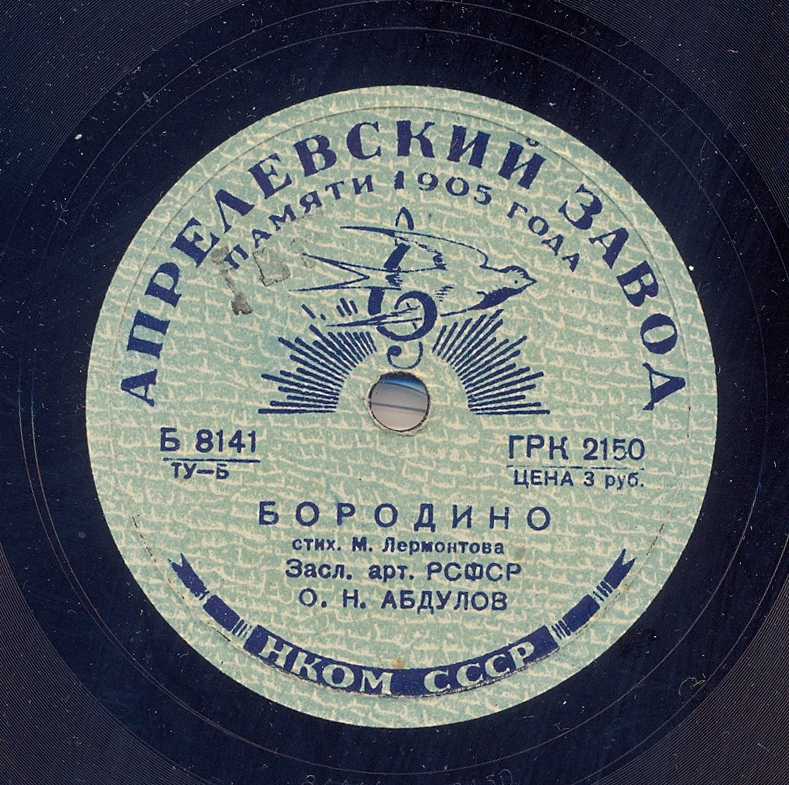 АПРЕЛЕВСКИЙ ЗАВОД
ПАМЯТИ 1905 ГОДА
Б 8141
ТУ—Б
ГРК 2150
ЦЕНА 3 руб.
БОРОДИНО
стих. М. Лермонтова
Засл. арт. РСФСР
О. Н. АБДУЛОВ
НКОМ СССР